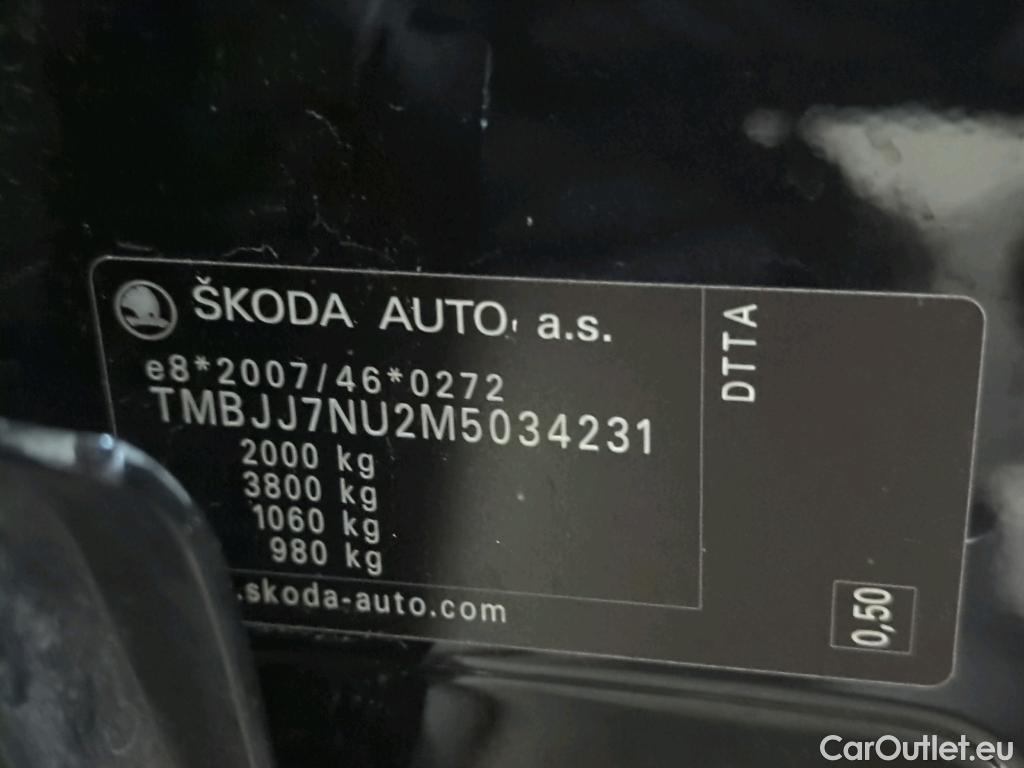 ŠKODA AUTO a.s.
e8*2007/46*0272
TMBJJ7NU2M5034231
2000 kg
3800 kg
1060 kg
980 kg
.skoda-auto.com
DTTA
0,50
CarOutlet.eu